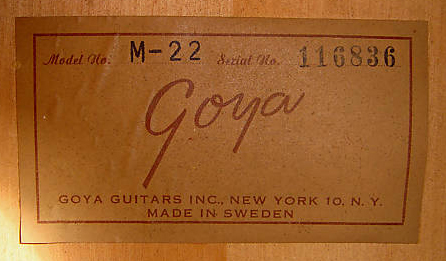 Model No. M-22 Serial No. 116836
Goya
GOYA GUITARS INC., NEW YORK 10, N. Y.
MADE IN SWEDEN